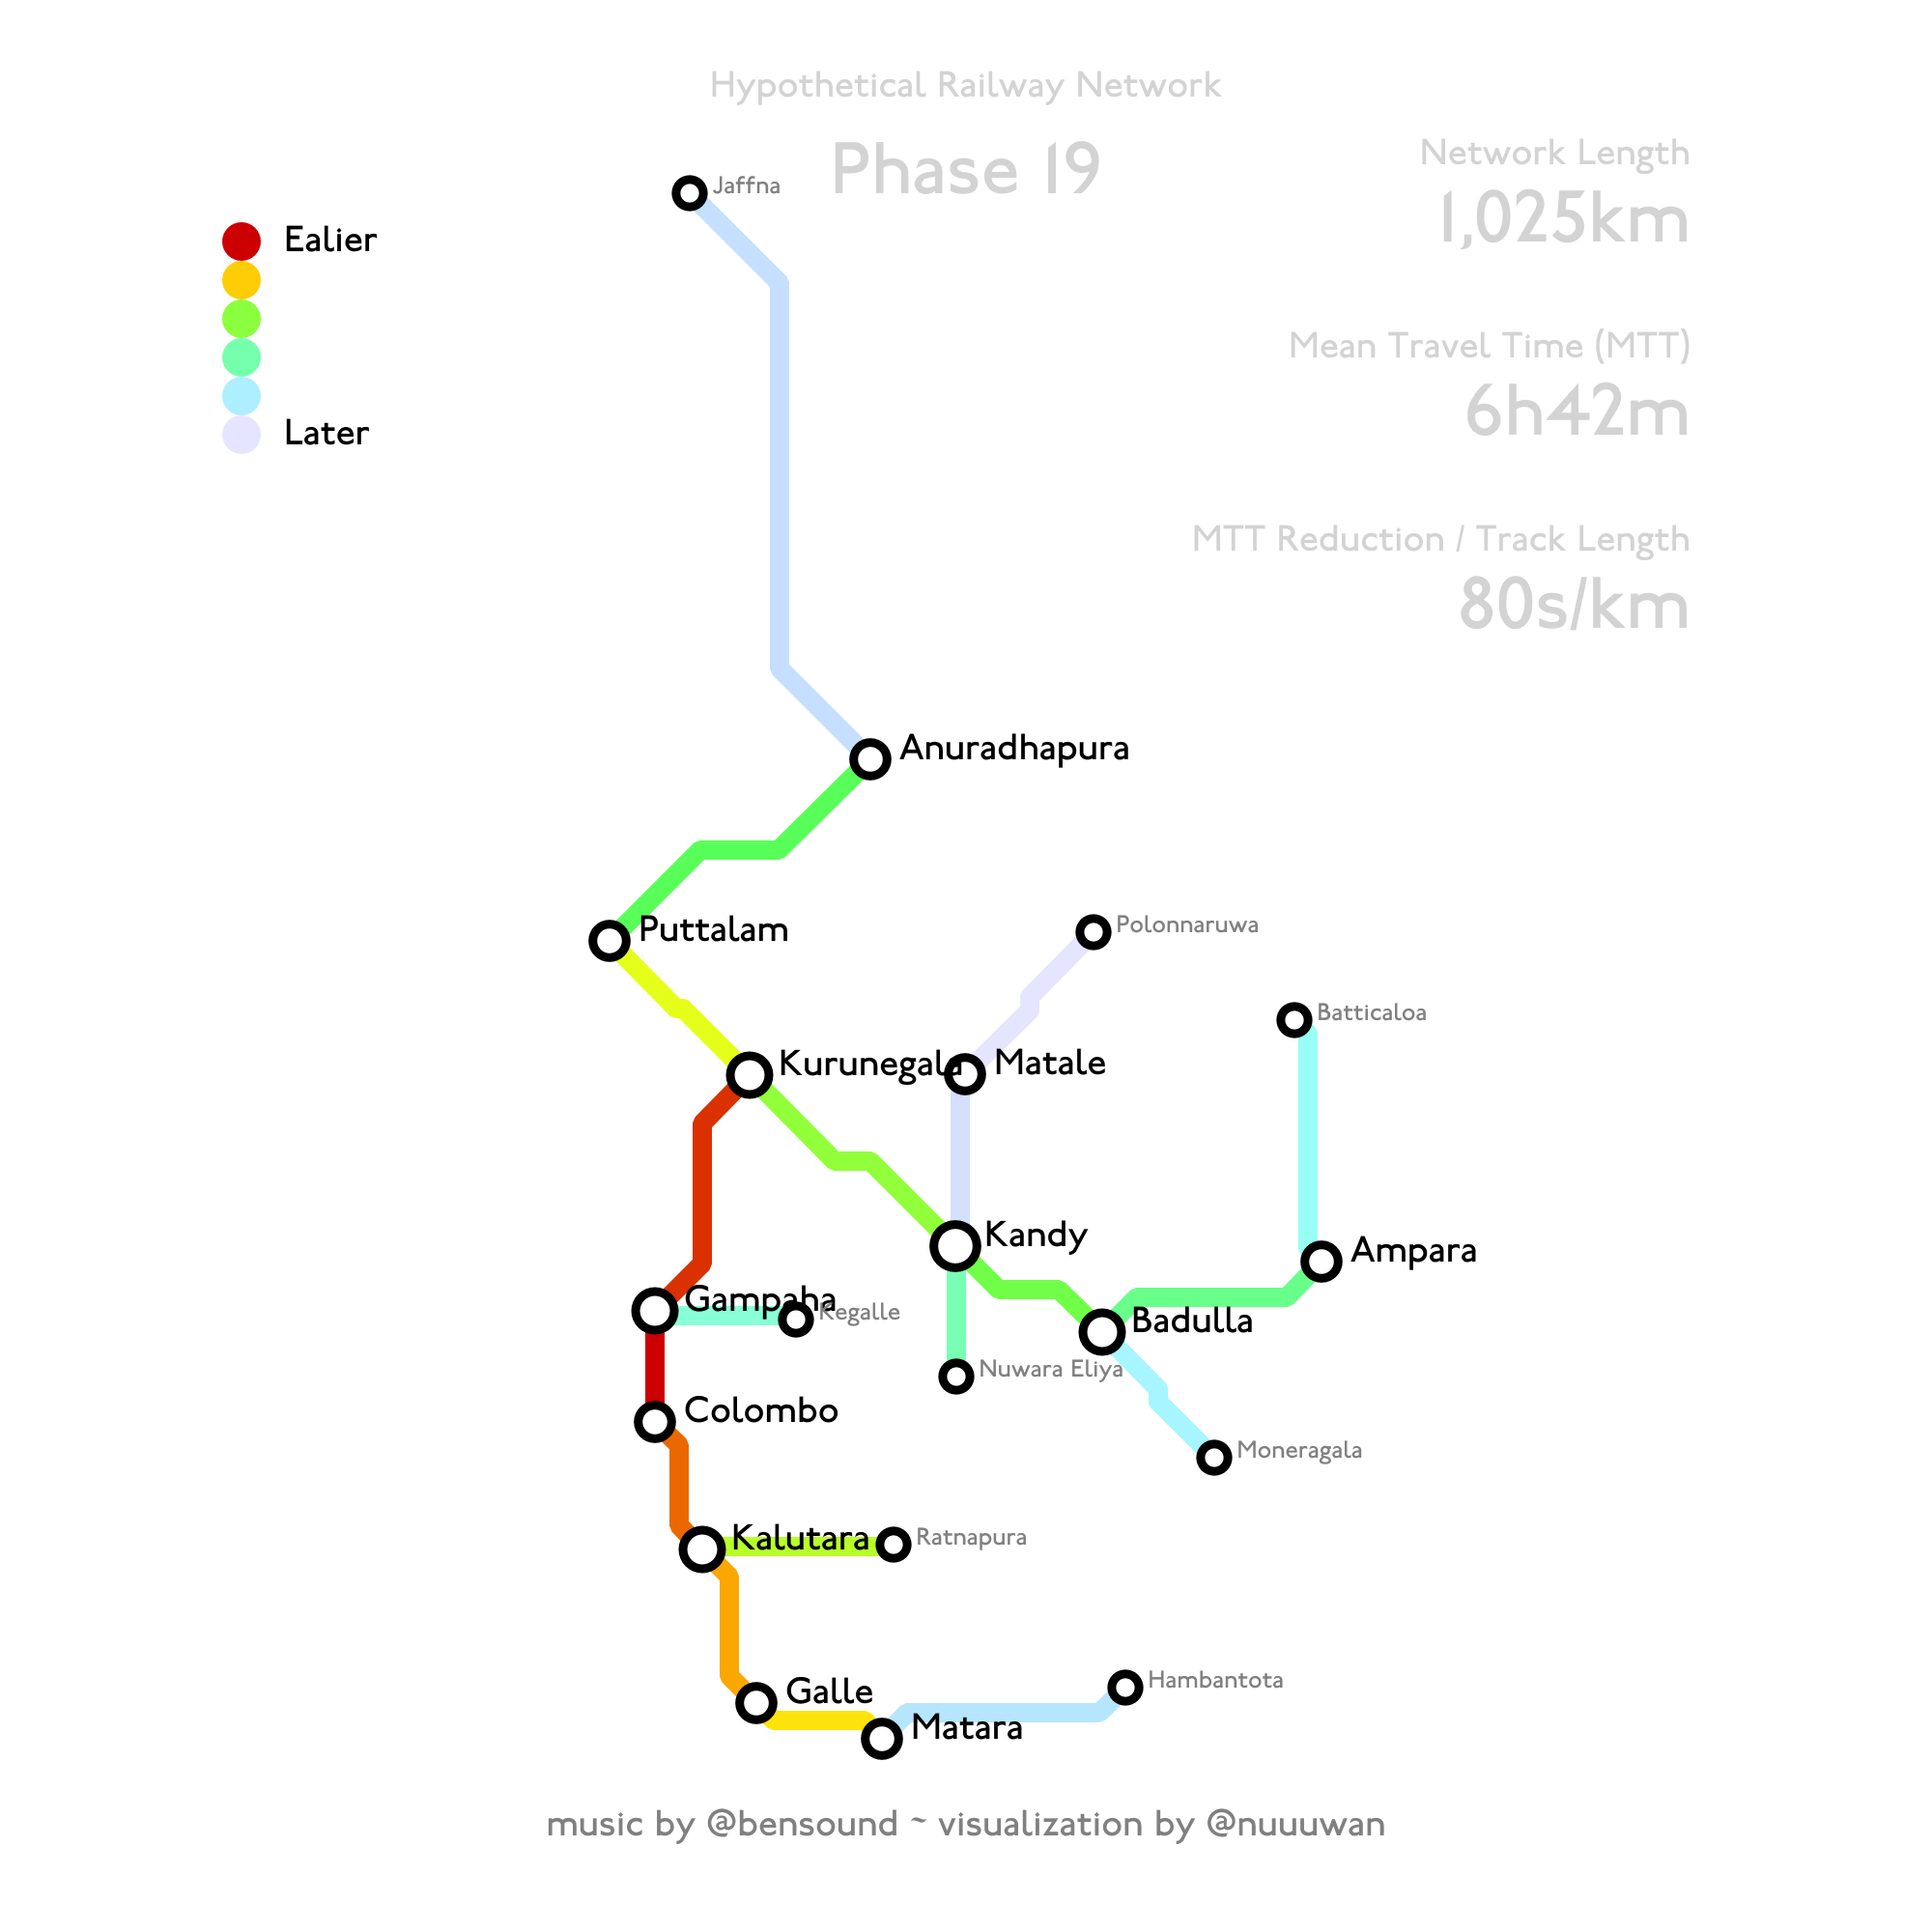 Hypothetical Railway Network
Phase 19
Network Length
1,025km
Jaffna
Ealier
Later
Mean Travel Time (MTT)
6h42m
MTT Reduction / Track Length
80s/km
Anuradhapura
Puttalam
Polonnaruwa
Batticaloa
Kurunegala
Matale
Kandy
Ampara
Gampaha
Kegalle
Badulla
Nuwara Eliya
Colombo
Moneragala
Kalutara
Ratnapura
Hambantota
Galle
Matara
music by @bensound ~ visualization by @nuuuwan